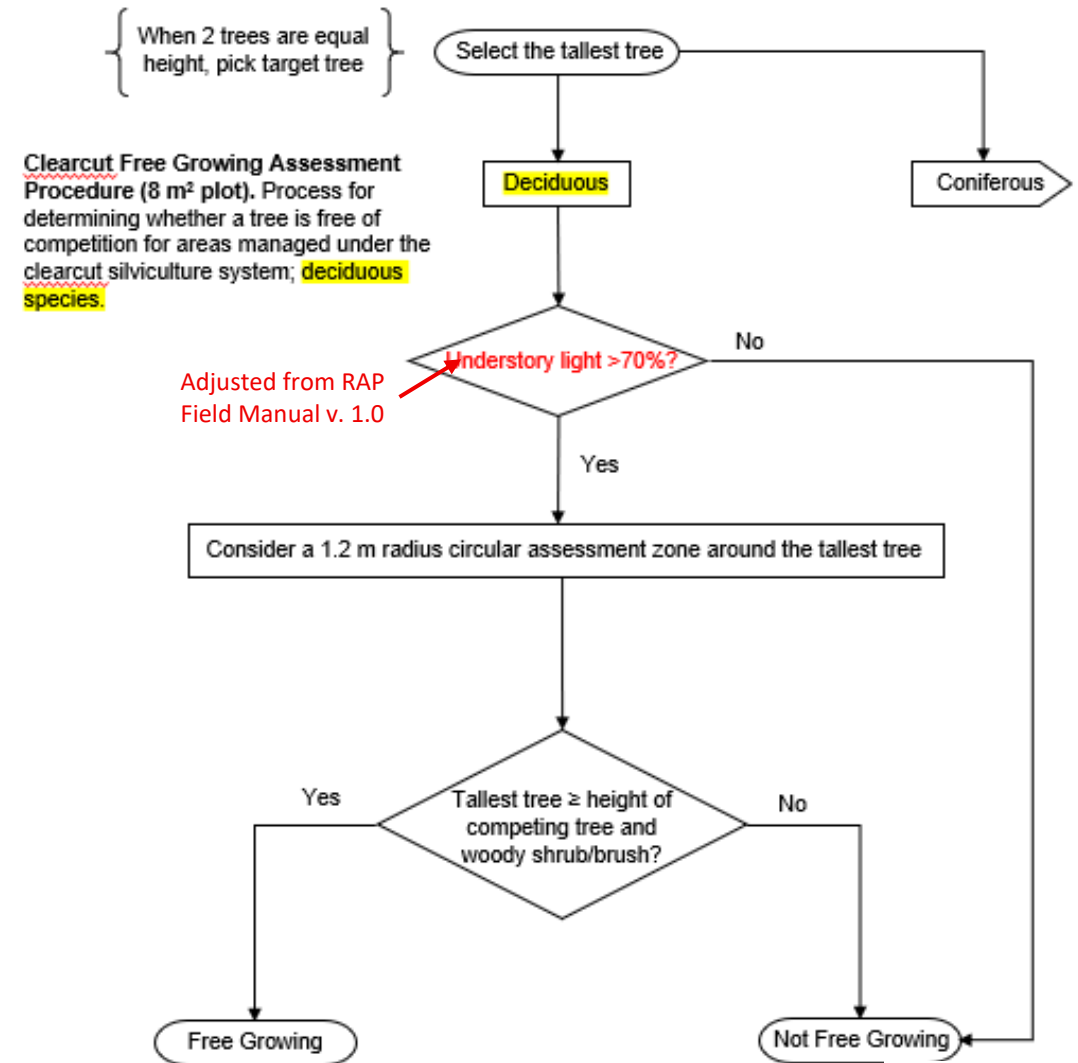 When 2 trees are equal
height, pick target tree
Select the tallest tree
Clearcut Free Growing Assessment
Procedure (8 m² plot). Process for
determining whether a tree is free of
competition for areas managed under the
clearcut silviculture system; deciduous
species.
Deciduous
Coniferous
Understory light >70%?
No
Adjusted from RAP
Field Manual v. 1.0
Yes
Consider a 1.2 m radius circular assessment zone around the tallest tree
Yes
Tallest tree ≥ height of
competing tree and
woody shrub/brush?
No
Free Growing
Not Free Growing